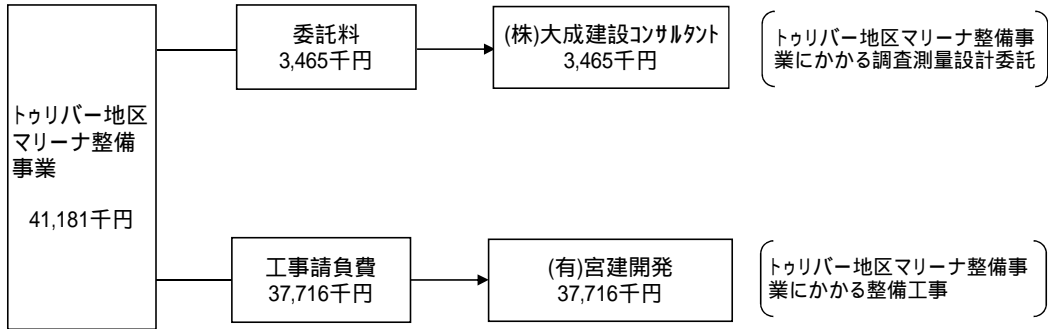 トゥリバー地区
マリーナ整備
事業
41,181千円
委託料
3,465千円
(株)大成建設ｺﾝｻﾙﾀﾝﾄ
3,465千円
トゥリバー地区マリーナ整備事
業にかかる調査測量設計委託
工事請負費
37,716千円
(有)宮建開発
37,716千円
トゥリバー地区マリーナ整備事
業にかかる整備工事